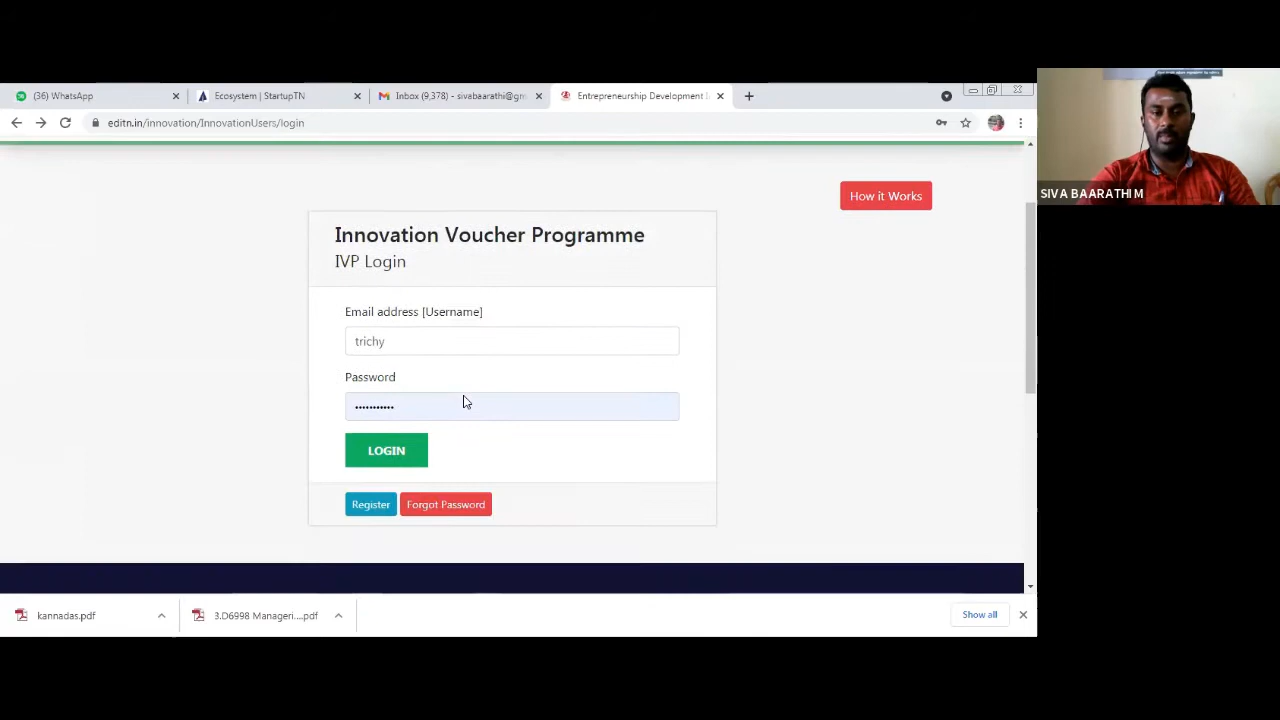 (36) WhatsApp
Ecosystem | StartupTN
Inbox (9,378) - sivabaarathi@gm
Entrepreneurship Development I
editn.in/innovation/InnovationUsers/login
How it Works
SIVA BAARATHI M
Innovation Voucher Programme
IVP Login
Email address [Username]
trichy
Password
•••••••••••
LOGIN
Register
Forgot Password
kannadas.pdf
3.D6998 Manageri....pdf
Show all